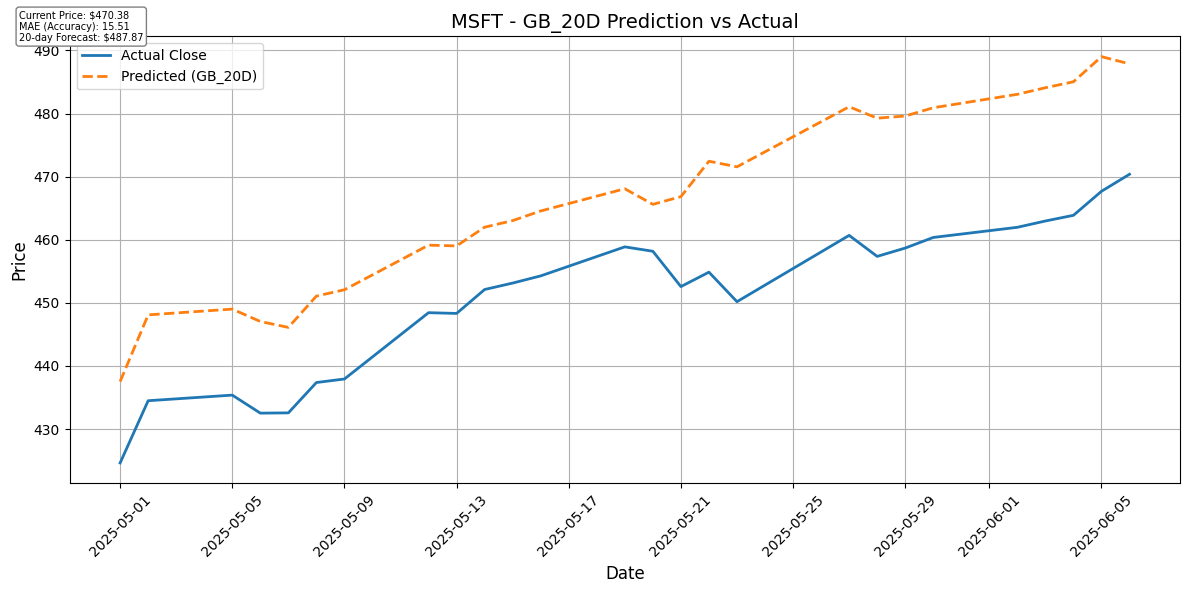 MSFT - GB_20D Prediction vs Actual
Current Price: $470.38
MAE (Accuracy): 15.51
20-day Forecast: $487.87
Actual Close
Predicted (GB_20D)
490
480
470
460
450
440
430
Price
2025-05-01
2025-05-05
2025-05-09
2025-05-13
2025-05-17
2025-05-21
2025-05-25
2025-05-29
2025-06-01
2025-06-05
Date